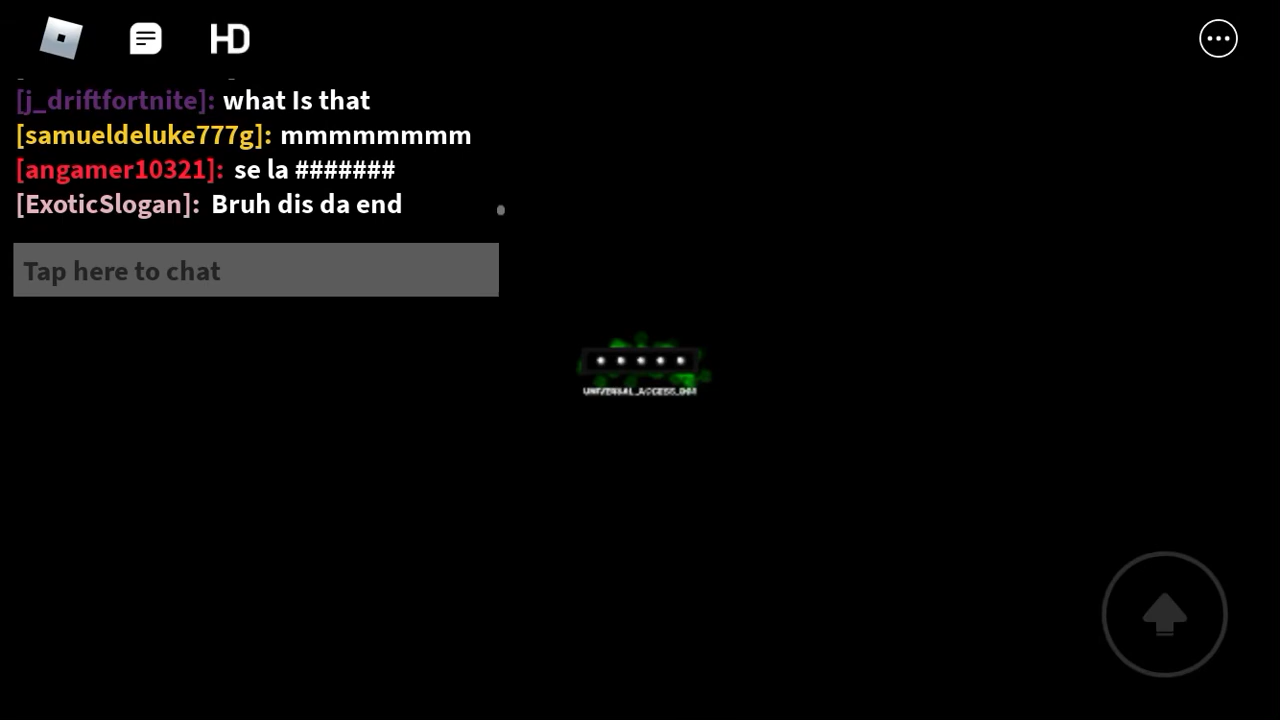 HD
[j_driftfortnite]: what Is that
[samueldeluke777g]: mmmmmmmm
[angamer10321]: se la #######
[ExoticSlogan]: Bruh dis da end
Tap here to chat